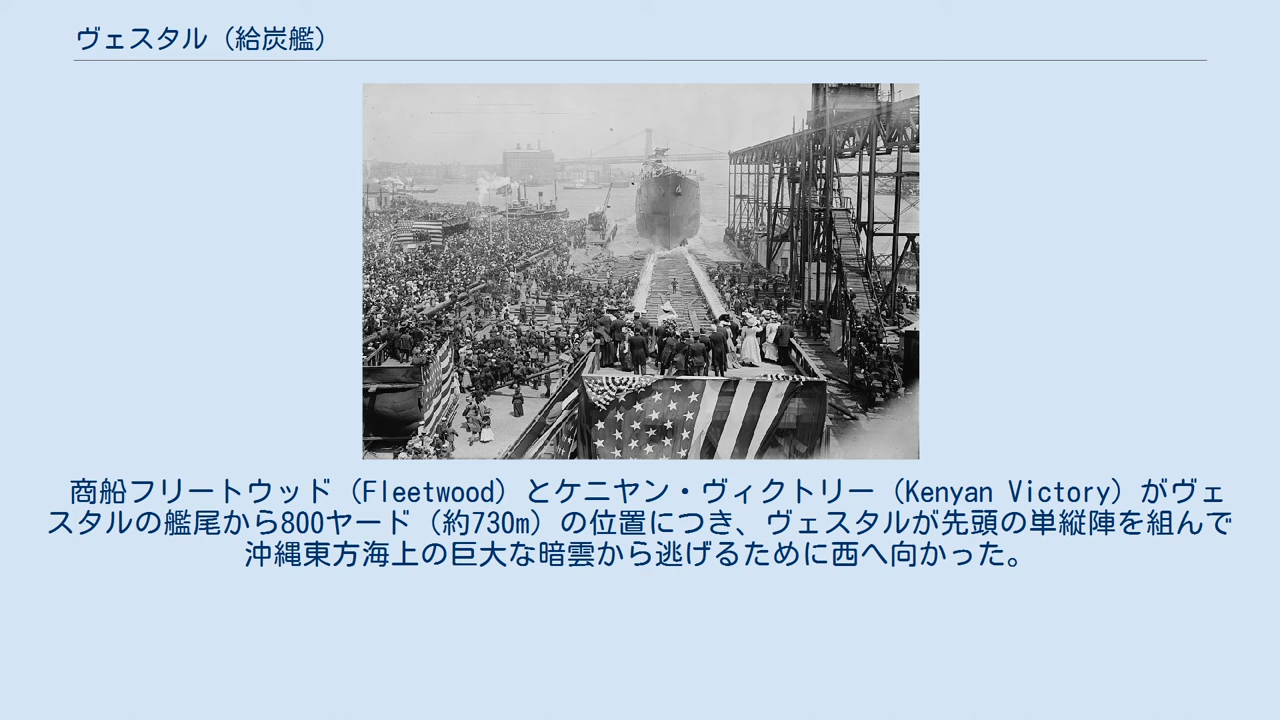 ヴェスタル（給炭艦）
商船フリートウッド（Fleetwood）とケニヤン・ヴィクトリー（Kenyan Victory）がヴェ
スタルの艦尾から800ヤード（約730m）の位置につき、ヴェスタルが先頭の単縦陣を組んで
沖縄東方海上の巨大な暗雲から逃げるために西へ向かった。